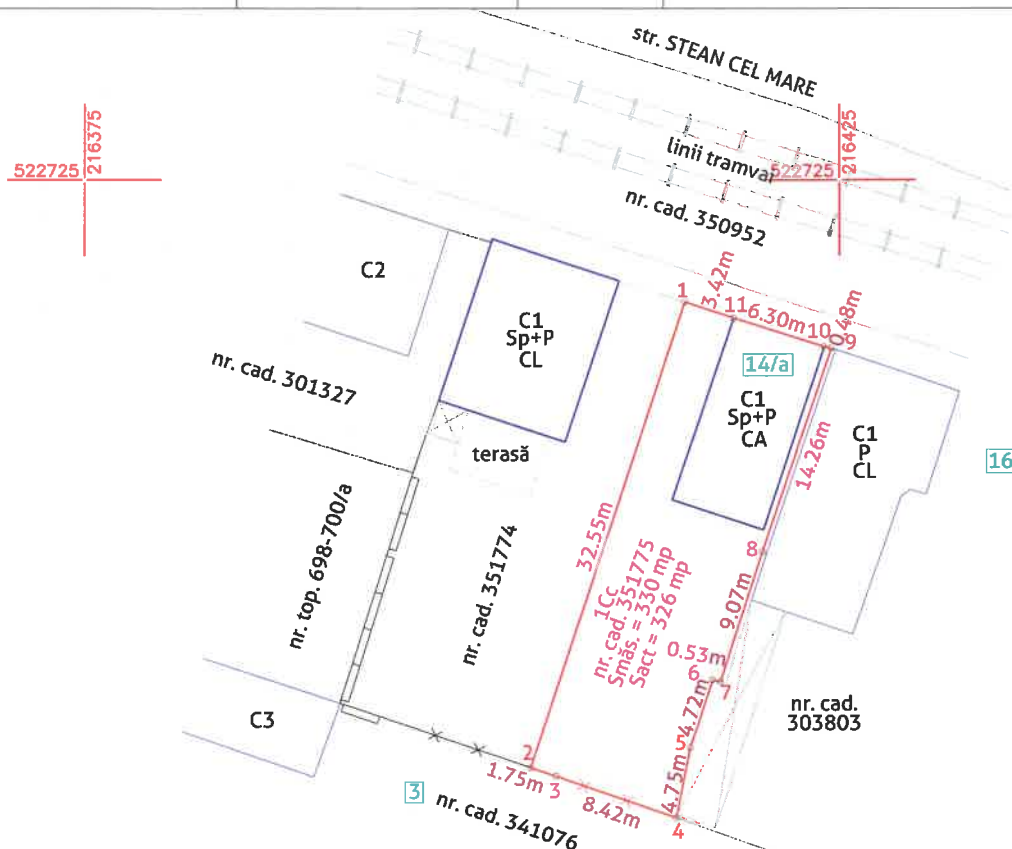 str. STEAN CEL MARE
216375
522725
216425
522725
linii tramvai
nr. cad. 350952
C2
C1
Sp+P
CL
nr. cad. 301327
terasă
nr. top. 698-700/a
nr. cad. 351774
C3
1
3.42m
11
6.30m
10
0.48m
9
14/a
C1
Sp+P
CA
C1
P
CL
16
14.26m
32.55m
8
9.07m
1Cc
nr. cad. 351775
Smăs. = 330 mp
Sact = 326 mp
0.53m
6
7
4.72m
5
4.75m
nr. cad.
303803
2
1.75m
3
8.42m
4
3
nr. cad. 341076